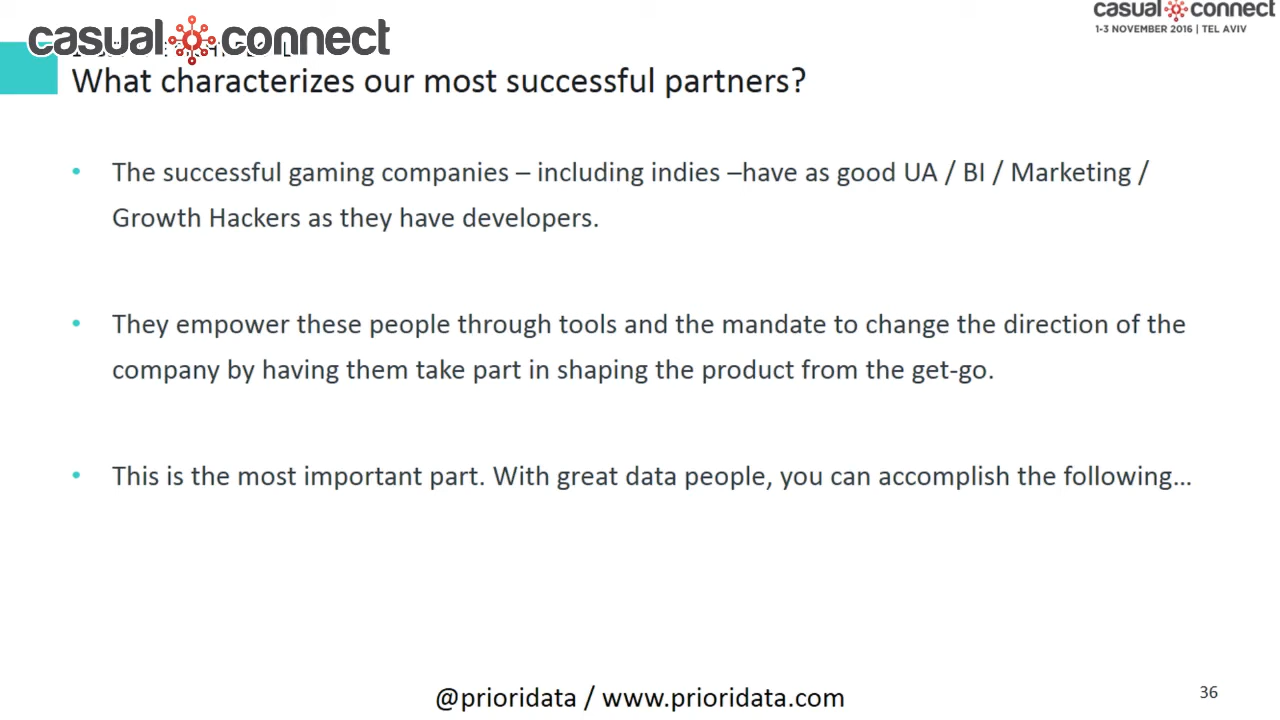 casual connect
casual connect
1-3 NOVEMBER 2016 | TEL AVIV
What characterizes our most successful partners?
• The successful gaming companies – including indies –have as good UA / BI / Marketing /
Growth Hackers as they have developers.
• They empower these people through tools and the mandate to change the direction of the
company by having them take part in shaping the product from the get-go.
• This is the most important part. With great data people, you can accomplish the following...
@prioridata / www.prioridata.com
36